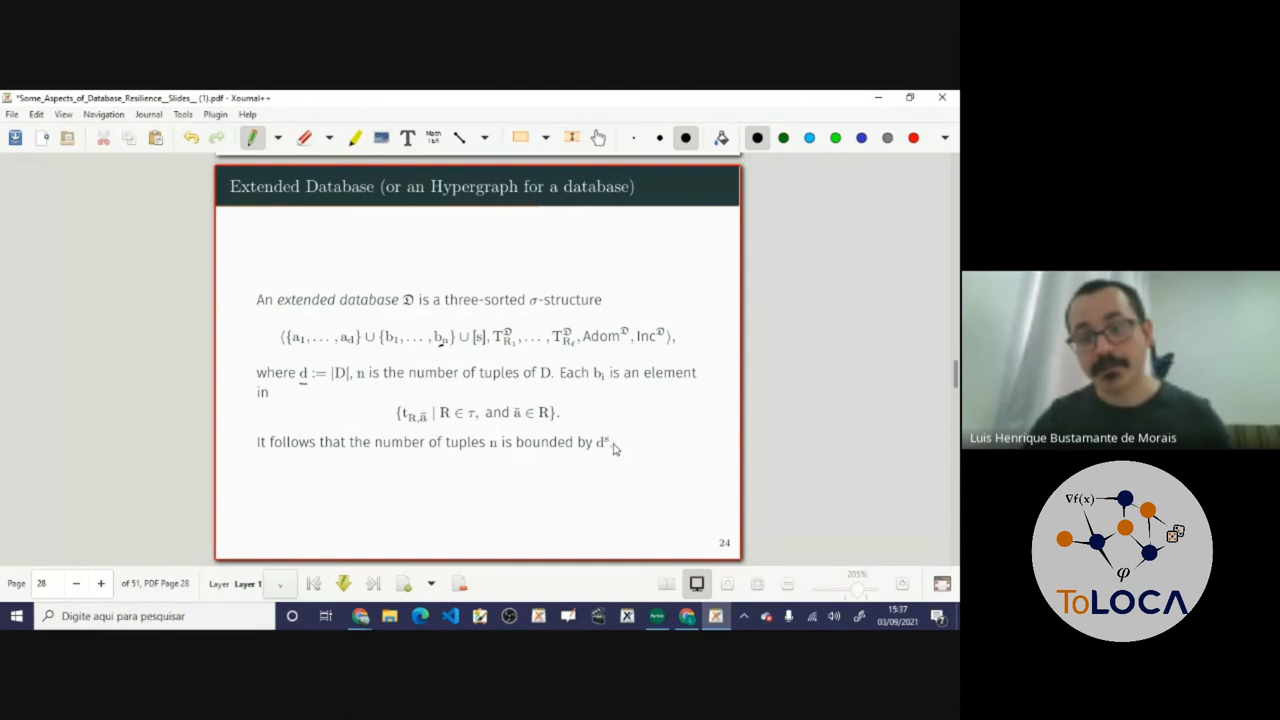 *Some_Aspects_of_Database_Resilience__Slides__ (1).pdf - Xournal++
File Edit View Navigation Journal Tools Plugin Help
Extended Database (or an Hypergraph for a database)
An extended database 𝔇 is a three-sorted σ-structure
⟨{a₁, . . . , a_d} ∪ {b₁, . . . , bₙ} ∪ [s], T^𝔇_{R₁}, . . . , T^𝔇_{R_ℓ}, Adom^𝔇, Inc^𝔇⟩,
where d := |D|, n is the number of tuples of D. Each bᵢ is an element
in
{t_{R,ā} | R ∈ τ, and ā ∈ R}.
It follows that the number of tuples n is bounded by dˢ.
24
Luis Henrique Bustamante de Morais
∇f(x)
φ
ToLOCA
Page 28 of 51, PDF Page 28 Layer Layer 1 205%
Digite aqui para pesquisar
15:37
03/09/2021